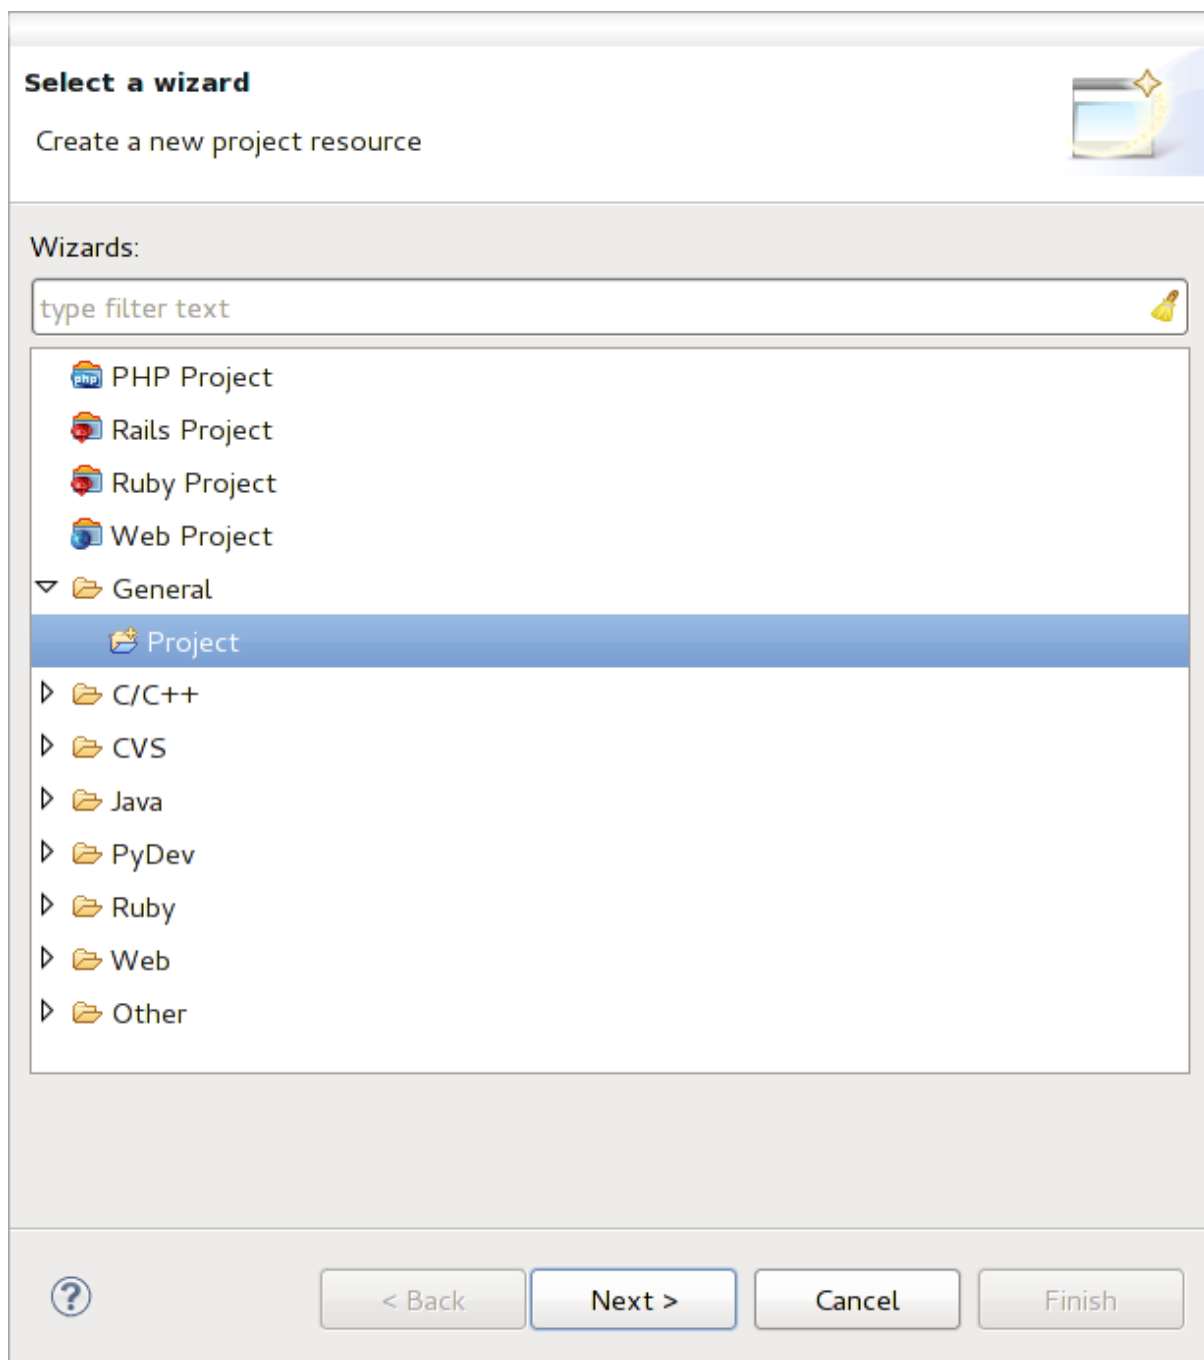 Select a wizard
Create a new project resource
Wizards:
type filter text
php PHP Project
Rails Project
Ruby Project
Web Project
General
Project
C/C++
CVS
Java
PyDev
Ruby
Web
Other
? < Back Next > Cancel Finish